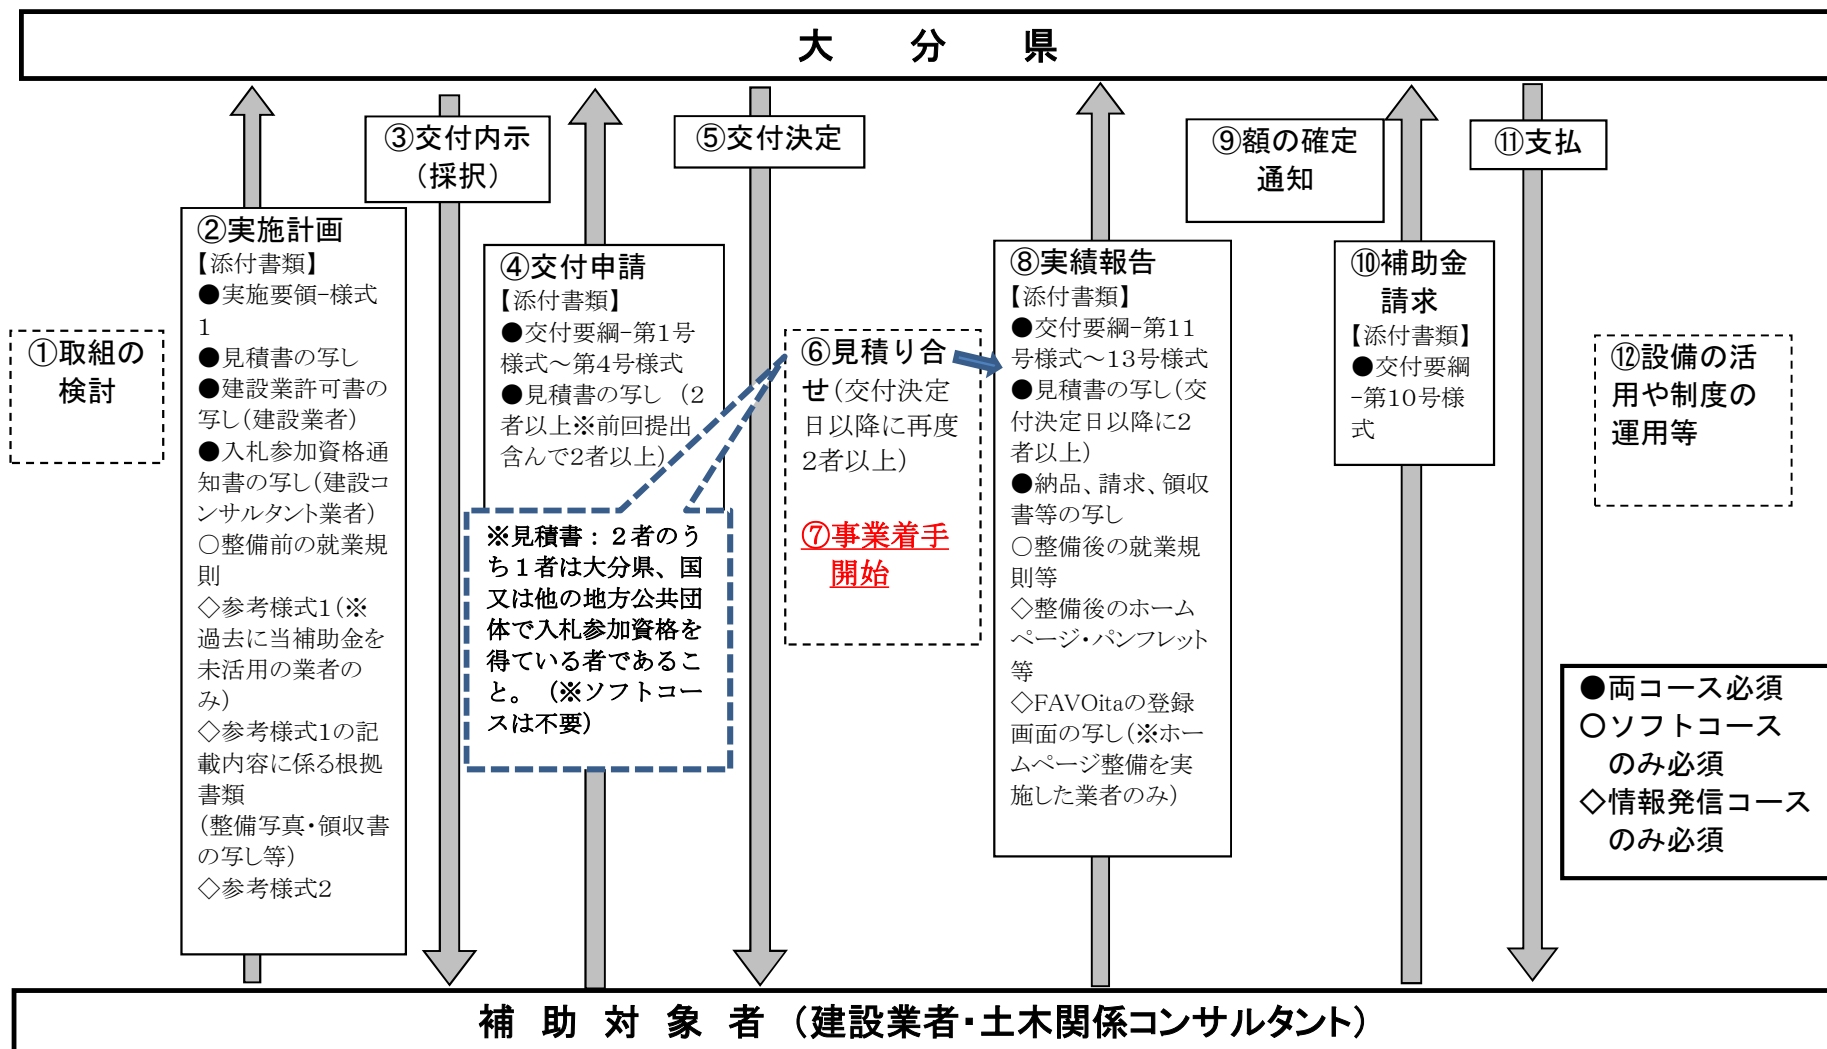 大　分　県
①取組の
検討
②実施計画
【添付書類】
●実施要領-様式
1
●見積書の写し
●建設業許可書の
写し(建設業者)
●入札参加資格通
知書の写し(建設コ
ンサルタント業者)
○整備前の就業規
則
◇参考様式1(※
過去に当補助金を
未活用の業者の
み)
◇参考様式1の記
載内容に係る根拠
書類
(整備写真・領収書
の写し等)
◇参考様式2
③交付内示
(採択)
④交付申請
【添付書類】
●交付要綱-第1号
様式～第4号様式
●見積書の写し (2
者以上※前回提出
含んで2者以上)
※見積書：２者のう
ち１者は大分県、国
又は他の地方公共団
体で入札参加資格を
得ている者であるこ
と。（※ソフトコー
スは不要）
⑤交付決定
⑥見積り合
せ(交付決定
日以降に再度
2者以上)
⑦事業着手
開始
⑧実績報告
【添付書類】
●交付要綱-第11
号様式～13号様式
●見積書の写し(交
付決定日以降に2
者以上)
●納品、請求、領収
書等の写し
○整備後の就業規
則等
◇整備後のホーム
ページ・パンフレット
等
◇FAVOitaの登録
画面の写し(※ホー
ムページ整備を実
施した業者のみ)
⑨額の確定
通知
⑩補助金
請求
【添付書類】
●交付要綱
-第10号様
式
⑪支払
⑫設備の活
用や制度の
運用等
●両コース必須
○ソフトコース
のみ必須
◇情報発信コース
のみ必須
補 助 対 象 者 (建設業者・土木関係コンサルタント)